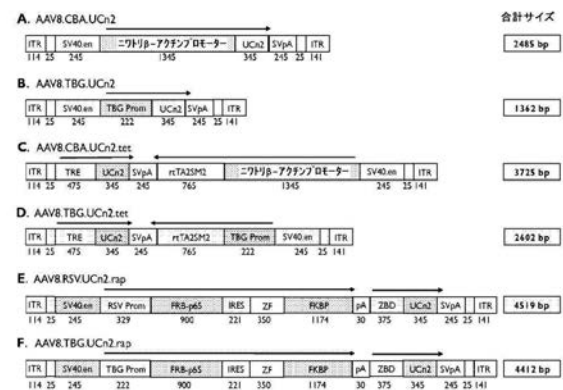 合計サイズ
A. AAV8.CBA.UCn2
ITR SV40.en ニワトリβ-アクチンプロモーター UCn2 SVpA ITR 2485 bp
114 25 245 1345 345 245 25 141
B. AAV8.TBG.UCn2
ITR SV40.en TBG Prom UCn2 SVpA ITR 1362 bp
114 25 245 222 345 245 25 141
C. AAV8.CBA.UCn2.tet
ITR TRE UCn2 SVpA rtTA2SM2 ニワトリβ-アクチンプロモーター SV40.en ITR 3725 bp
114 25 475 345 245 765 1345 245 25 141
D. AAV8.TBG.UCn2.tet
ITR TRE UCn2 SVpA rtTA2SM2 TBG Prom SV40.en ITR 2602 bp
114 25 475 345 245 765 222 245 25 141
E. AAV8.RSV.UCn2.rap
ITR SV40.en RSV Prom FRB-p65 IRES ZF FKBP pA ZBD UCn2 SVpA ITR 4519 bp
114 25 245 329 900 221 350 1174 30 375 345 245 25 141
F. AAV8.TBG.UCn2.rap
ITR SV40.en TBG Prom FRB-p65 IRES ZF FKBP pA ZBD UCn2 SVpA ITR 4412 bp
114 25 245 222 900 221 350 1174 30 375 345 245 25 141